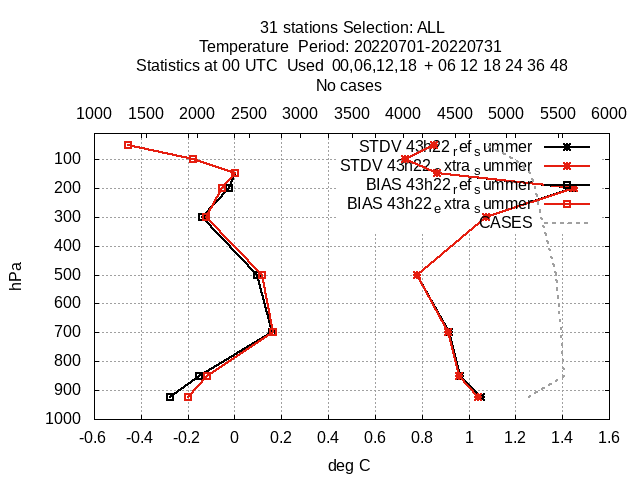 31 stations Selection: ALL
Temperature  Period: 20220701-20220731
Statistics at 00 UTC  Used  00,06,12,18  + 06 12 18 24 36 48
No cases
1000 1500 2000 2500 3000 3500 4000 4500 5000 5500 6000
STDV 43h22_ref_summer
STDV 43h22_extra_summer
BIAS 43h22_ref_summer
BIAS 43h22_extra_summer
CASES
hPa
100
200
300
400
500
600
700
800
900
1000
-0.6 -0.4 -0.2 0 0.2 0.4 0.6 0.8 1 1.2 1.4 1.6
deg C